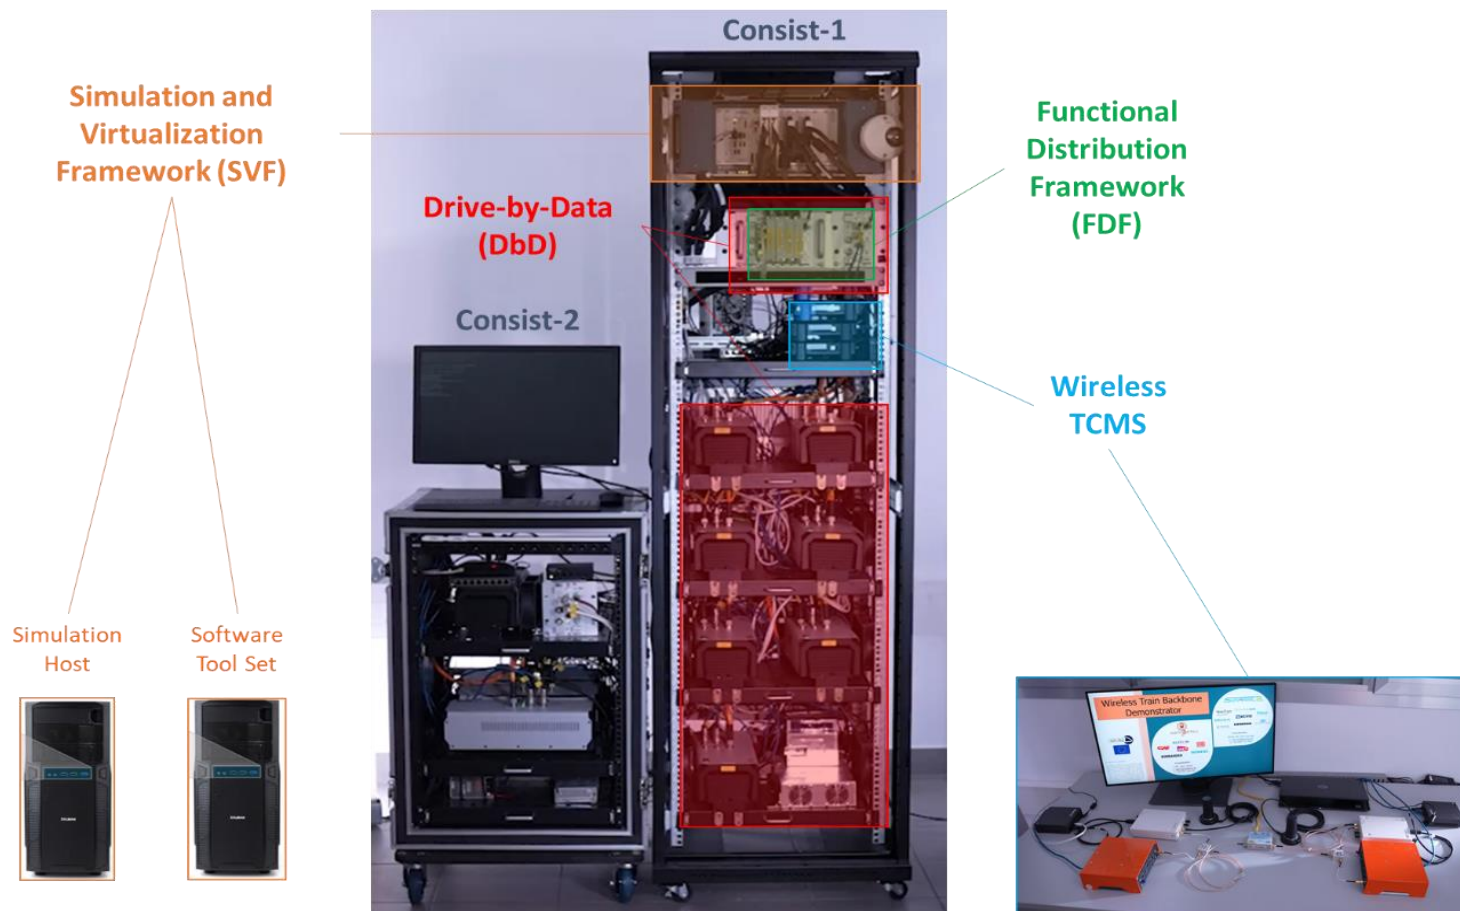 Consist-1
Simulation and
Virtualization
Framework (SVF)
Functional
Distribution
Framework
(FDF)
Drive-by-Data
(DbD)
Consist-2
Wireless
TCMS
Simulation
Host
Software
Tool Set
Wireless Train Backbone
Demonstrator